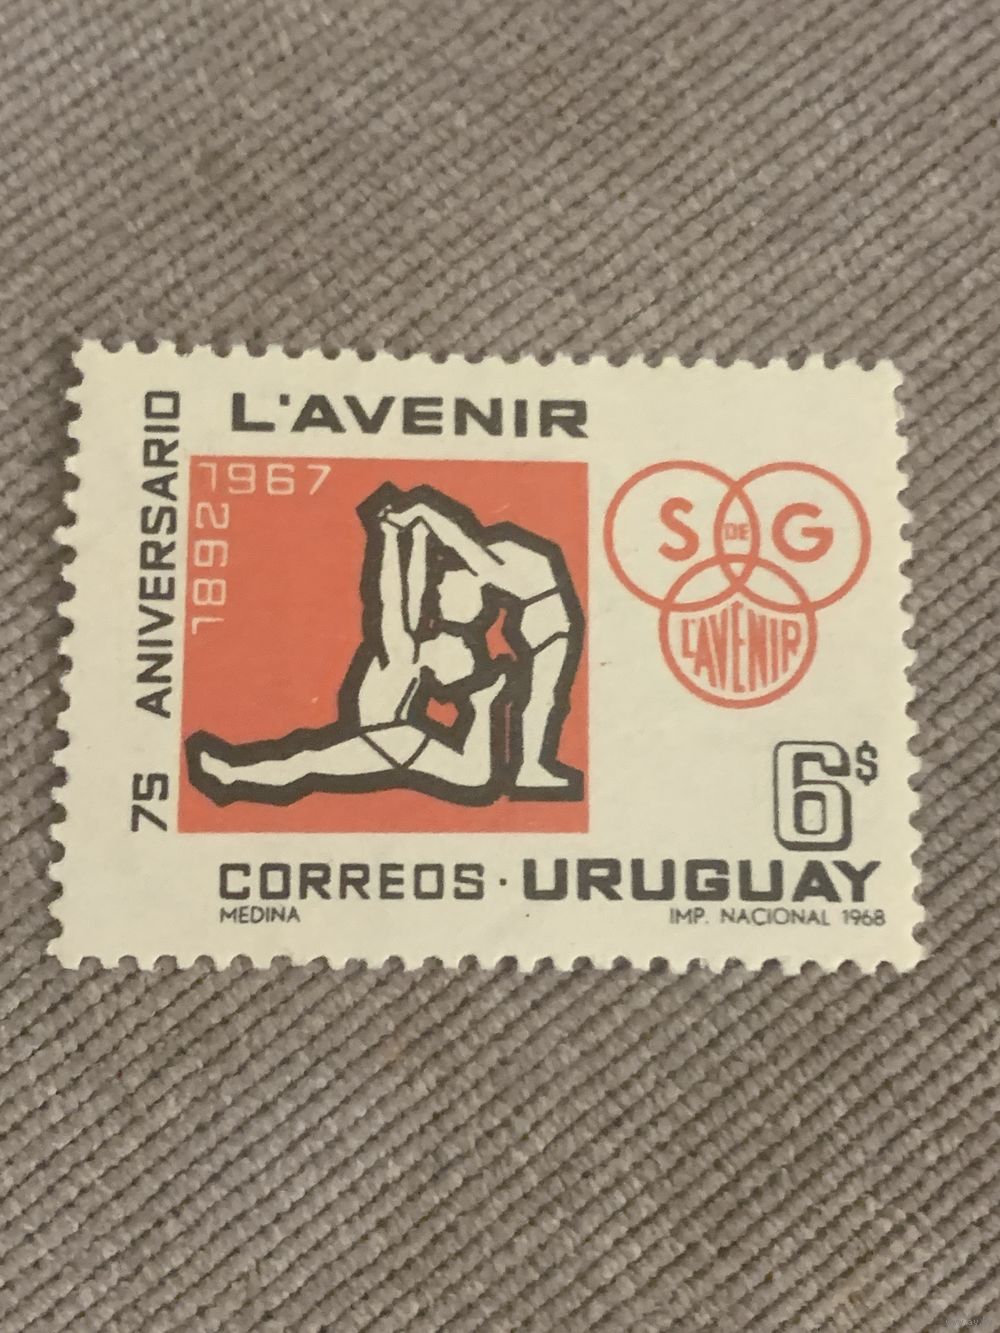 L'AVENIR
75 ANIVERSARIO
1967
1892
S DE G
L'AVENIR
6$
CORREOS · URUGUAY
MEDINA
IMP. NACIONAL 1968